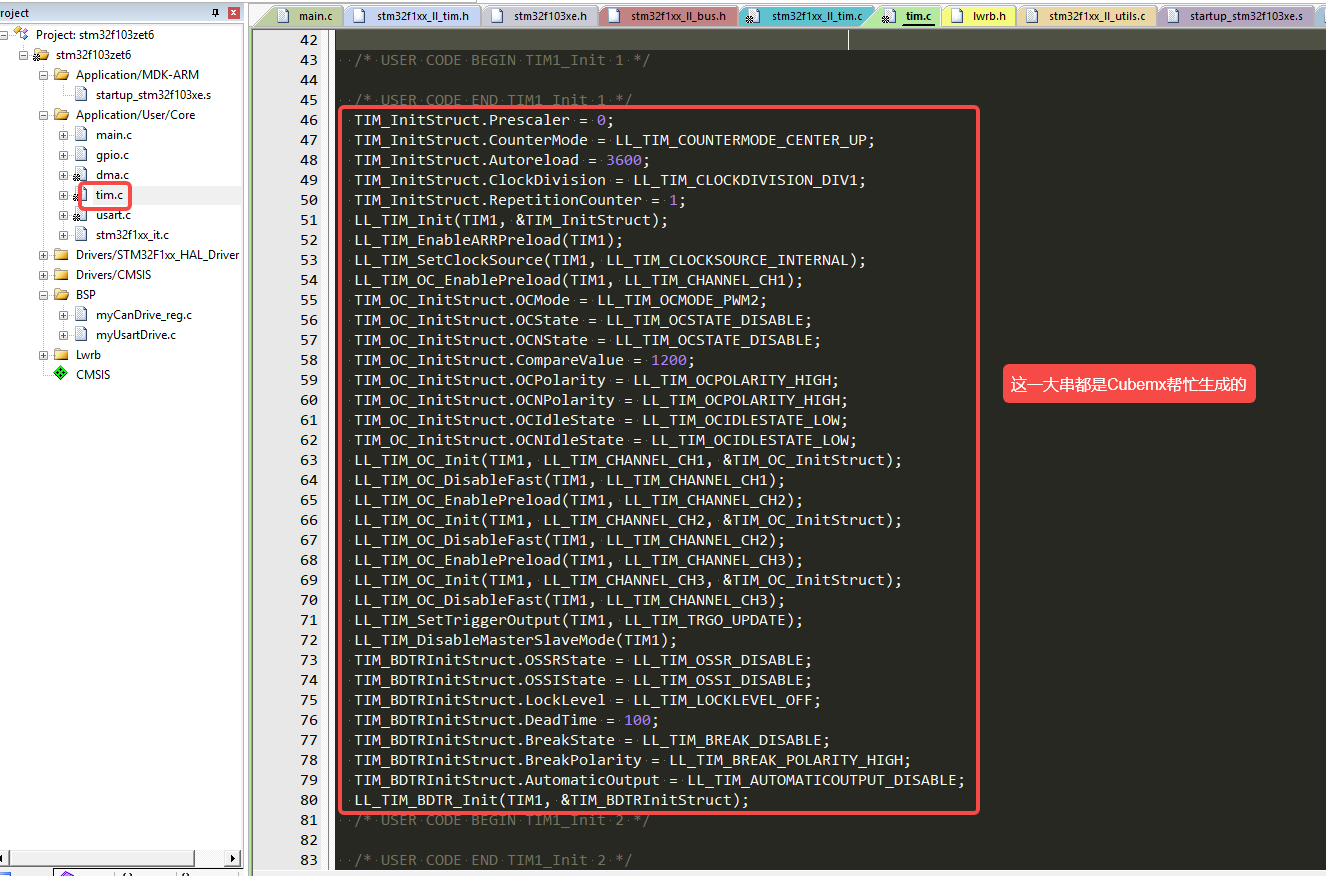 roject
Project: stm32f103zet6
stm32f103zet6
Application/MDK-ARM
startup_stm32f103xe.s
Application/User/Core
main.c
gpio.c
dma.c
tim.c
usart.c
stm32f1xx_it.c
Drivers/STM32F1xx_HAL_Driver
Drivers/CMSIS
BSP
myCanDrive_reg.c
myUsartDrive.c
Lwrb
CMSIS
main.c
stm32f1xx_ll_tim.h
stm32f103xe.h
stm32f1xx_ll_bus.h
stm32f1xx_ll_tim.c
tim.c
lwrb.h
stm32f1xx_ll_utils.c
startup_stm32f103xe.s
42
43 /* USER CODE BEGIN TIM1_Init 1 */
44
45 /* USER CODE END TIM1_Init 1 */
46 TIM_InitStruct.Prescaler = 0;
47 TIM_InitStruct.CounterMode = LL_TIM_COUNTERMODE_CENTER_UP;
48 TIM_InitStruct.Autoreload = 3600;
49 TIM_InitStruct.ClockDivision = LL_TIM_CLOCKDIVISION_DIV1;
50 TIM_InitStruct.RepetitionCounter = 1;
51 LL_TIM_Init(TIM1, &TIM_InitStruct);
52 LL_TIM_EnableARRPreload(TIM1);
53 LL_TIM_SetClockSource(TIM1, LL_TIM_CLOCKSOURCE_INTERNAL);
54 LL_TIM_OC_EnablePreload(TIM1, LL_TIM_CHANNEL_CH1);
55 TIM_OC_InitStruct.OCMode = LL_TIM_OCMODE_PWM2;
56 TIM_OC_InitStruct.OCState = LL_TIM_OCSTATE_DISABLE;
57 TIM_OC_InitStruct.OCNState = LL_TIM_OCSTATE_DISABLE;
58 TIM_OC_InitStruct.CompareValue = 1200;
59 TIM_OC_InitStruct.OCPolarity = LL_TIM_OCPOLARITY_HIGH;
60 TIM_OC_InitStruct.OCNPolarity = LL_TIM_OCPOLARITY_HIGH;
61 TIM_OC_InitStruct.OCIdleState = LL_TIM_OCIDLESTATE_LOW;
62 TIM_OC_InitStruct.OCNIdleState = LL_TIM_OCIDLESTATE_LOW;
63 LL_TIM_OC_Init(TIM1, LL_TIM_CHANNEL_CH1, &TIM_OC_InitStruct);
64 LL_TIM_OC_DisableFast(TIM1, LL_TIM_CHANNEL_CH1);
65 LL_TIM_OC_EnablePreload(TIM1, LL_TIM_CHANNEL_CH2);
66 LL_TIM_OC_Init(TIM1, LL_TIM_CHANNEL_CH2, &TIM_OC_InitStruct);
67 LL_TIM_OC_DisableFast(TIM1, LL_TIM_CHANNEL_CH2);
68 LL_TIM_OC_EnablePreload(TIM1, LL_TIM_CHANNEL_CH3);
69 LL_TIM_OC_Init(TIM1, LL_TIM_CHANNEL_CH3, &TIM_OC_InitStruct);
70 LL_TIM_OC_DisableFast(TIM1, LL_TIM_CHANNEL_CH3);
71 LL_TIM_SetTriggerOutput(TIM1, LL_TIM_TRGO_UPDATE);
72 LL_TIM_DisableMasterSlaveMode(TIM1);
73 TIM_BDTRInitStruct.OSSRState = LL_TIM_OSSR_DISABLE;
74 TIM_BDTRInitStruct.OSSIState = LL_TIM_OSSI_DISABLE;
75 TIM_BDTRInitStruct.LockLevel = LL_TIM_LOCKLEVEL_OFF;
76 TIM_BDTRInitStruct.DeadTime = 100;
77 TIM_BDTRInitStruct.BreakState = LL_TIM_BREAK_DISABLE;
78 TIM_BDTRInitStruct.BreakPolarity = LL_TIM_BREAK_POLARITY_HIGH;
79 TIM_BDTRInitStruct.AutomaticOutput = LL_TIM_AUTOMATICOUTPUT_DISABLE;
80 LL_TIM_BDTR_Init(TIM1, &TIM_BDTRInitStruct);
81 /* USER CODE BEGIN TIM1_Init 2 */
82
83 /* USER CODE END TIM1_Init 2 */
这一大串都是Cubemx帮忙生成的